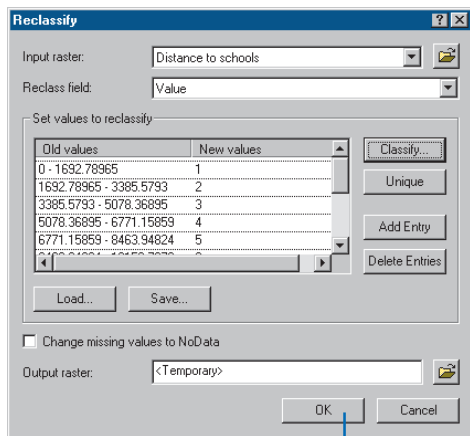 Reclassify
Input raster: Distance to schools
Reclass field: Value
Set values to reclassify
Old values New values
0 - 1692.78965 1
1692.78965 - 3385.5793 2
3385.5793 - 5078.36895 3
5078.36895 - 6771.15859 4
6771.15859 - 8463.94824 5
Classify...
Unique
Add Entry
Delete Entries
Load... Save...
Change missing values to NoData
Output raster: <Temporary>
OK Cancel